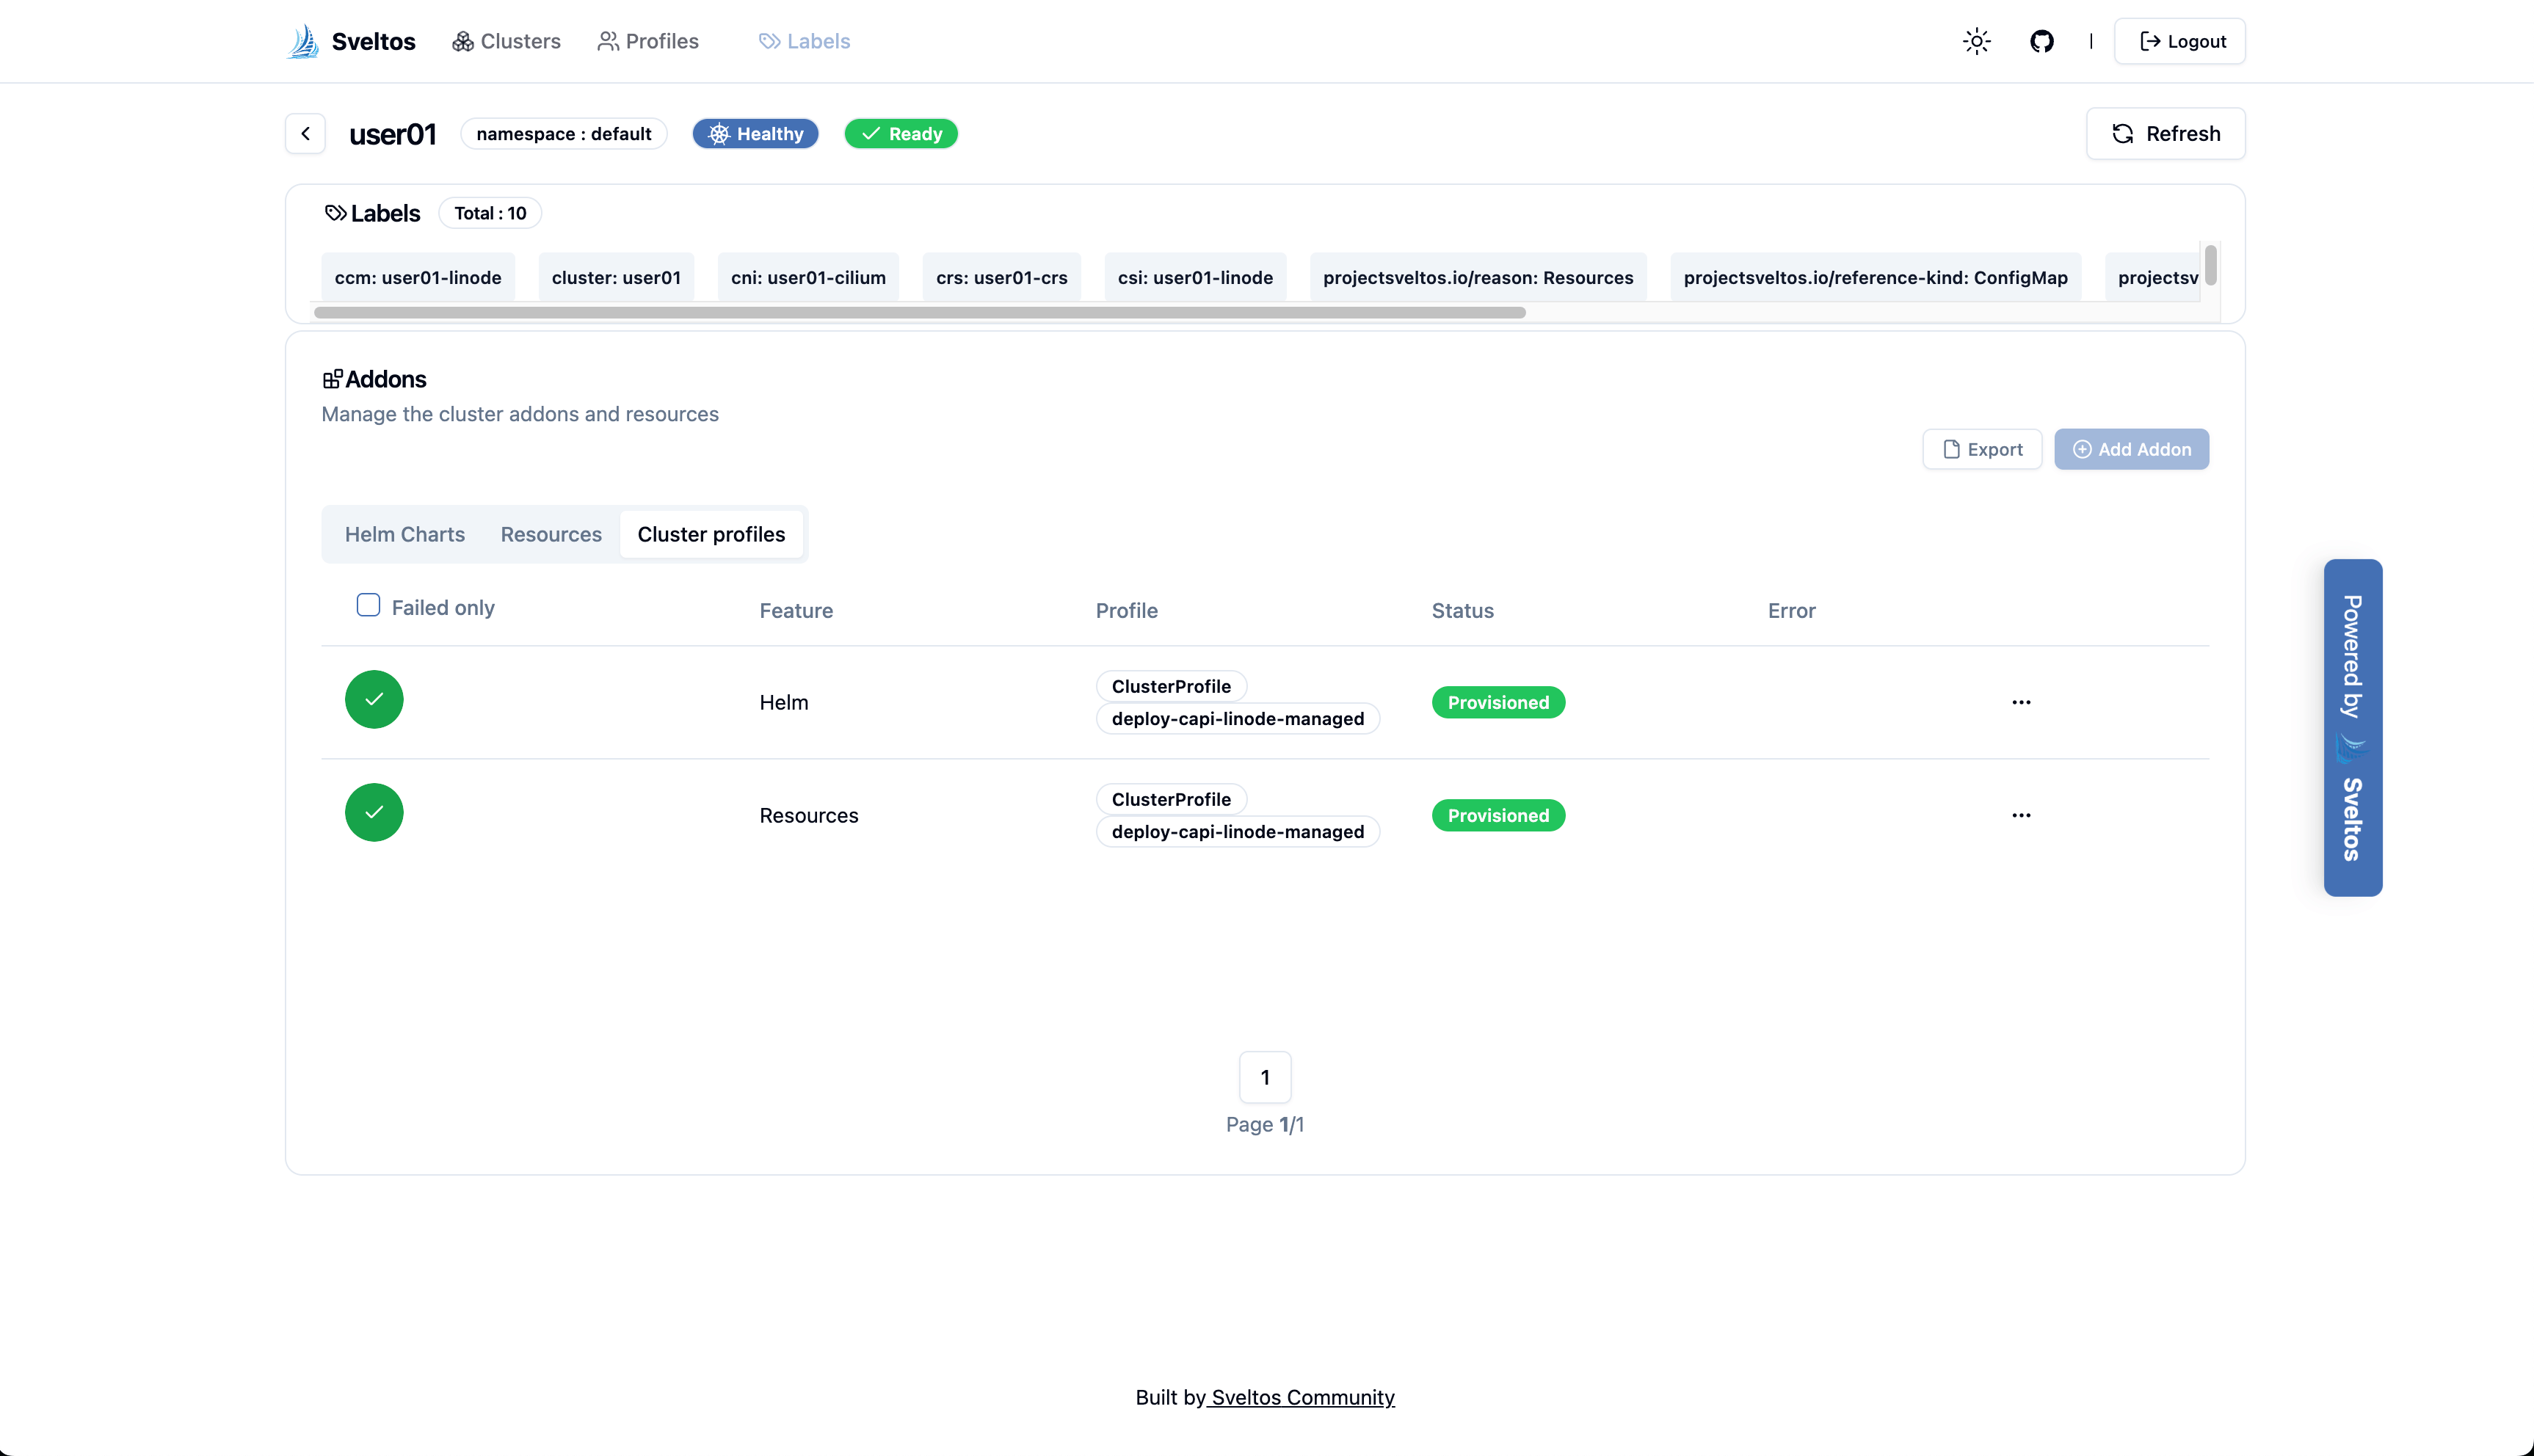 Sveltos Clusters Profiles Labels | Logout
user01 namespace : default Healthy Ready Refresh
Labels Total : 10
ccm: user01-linode cluster: user01 cni: user01-cilium crs: user01-crs csi: user01-linode projectsveltos.io/reason: Resources projectsveltos.io/reference-kind: ConfigMap projectsv
Addons
Manage the cluster addons and resources
Export Add Addon
Helm Charts Resources Cluster profiles
Failed only Feature Profile Status Error
Helm ClusterProfile Provisioned ...
deploy-capi-linode-managed
Resources ClusterProfile Provisioned ...
deploy-capi-linode-managed
1
Page 1/1
Powered by Sveltos
Built by Sveltos Community